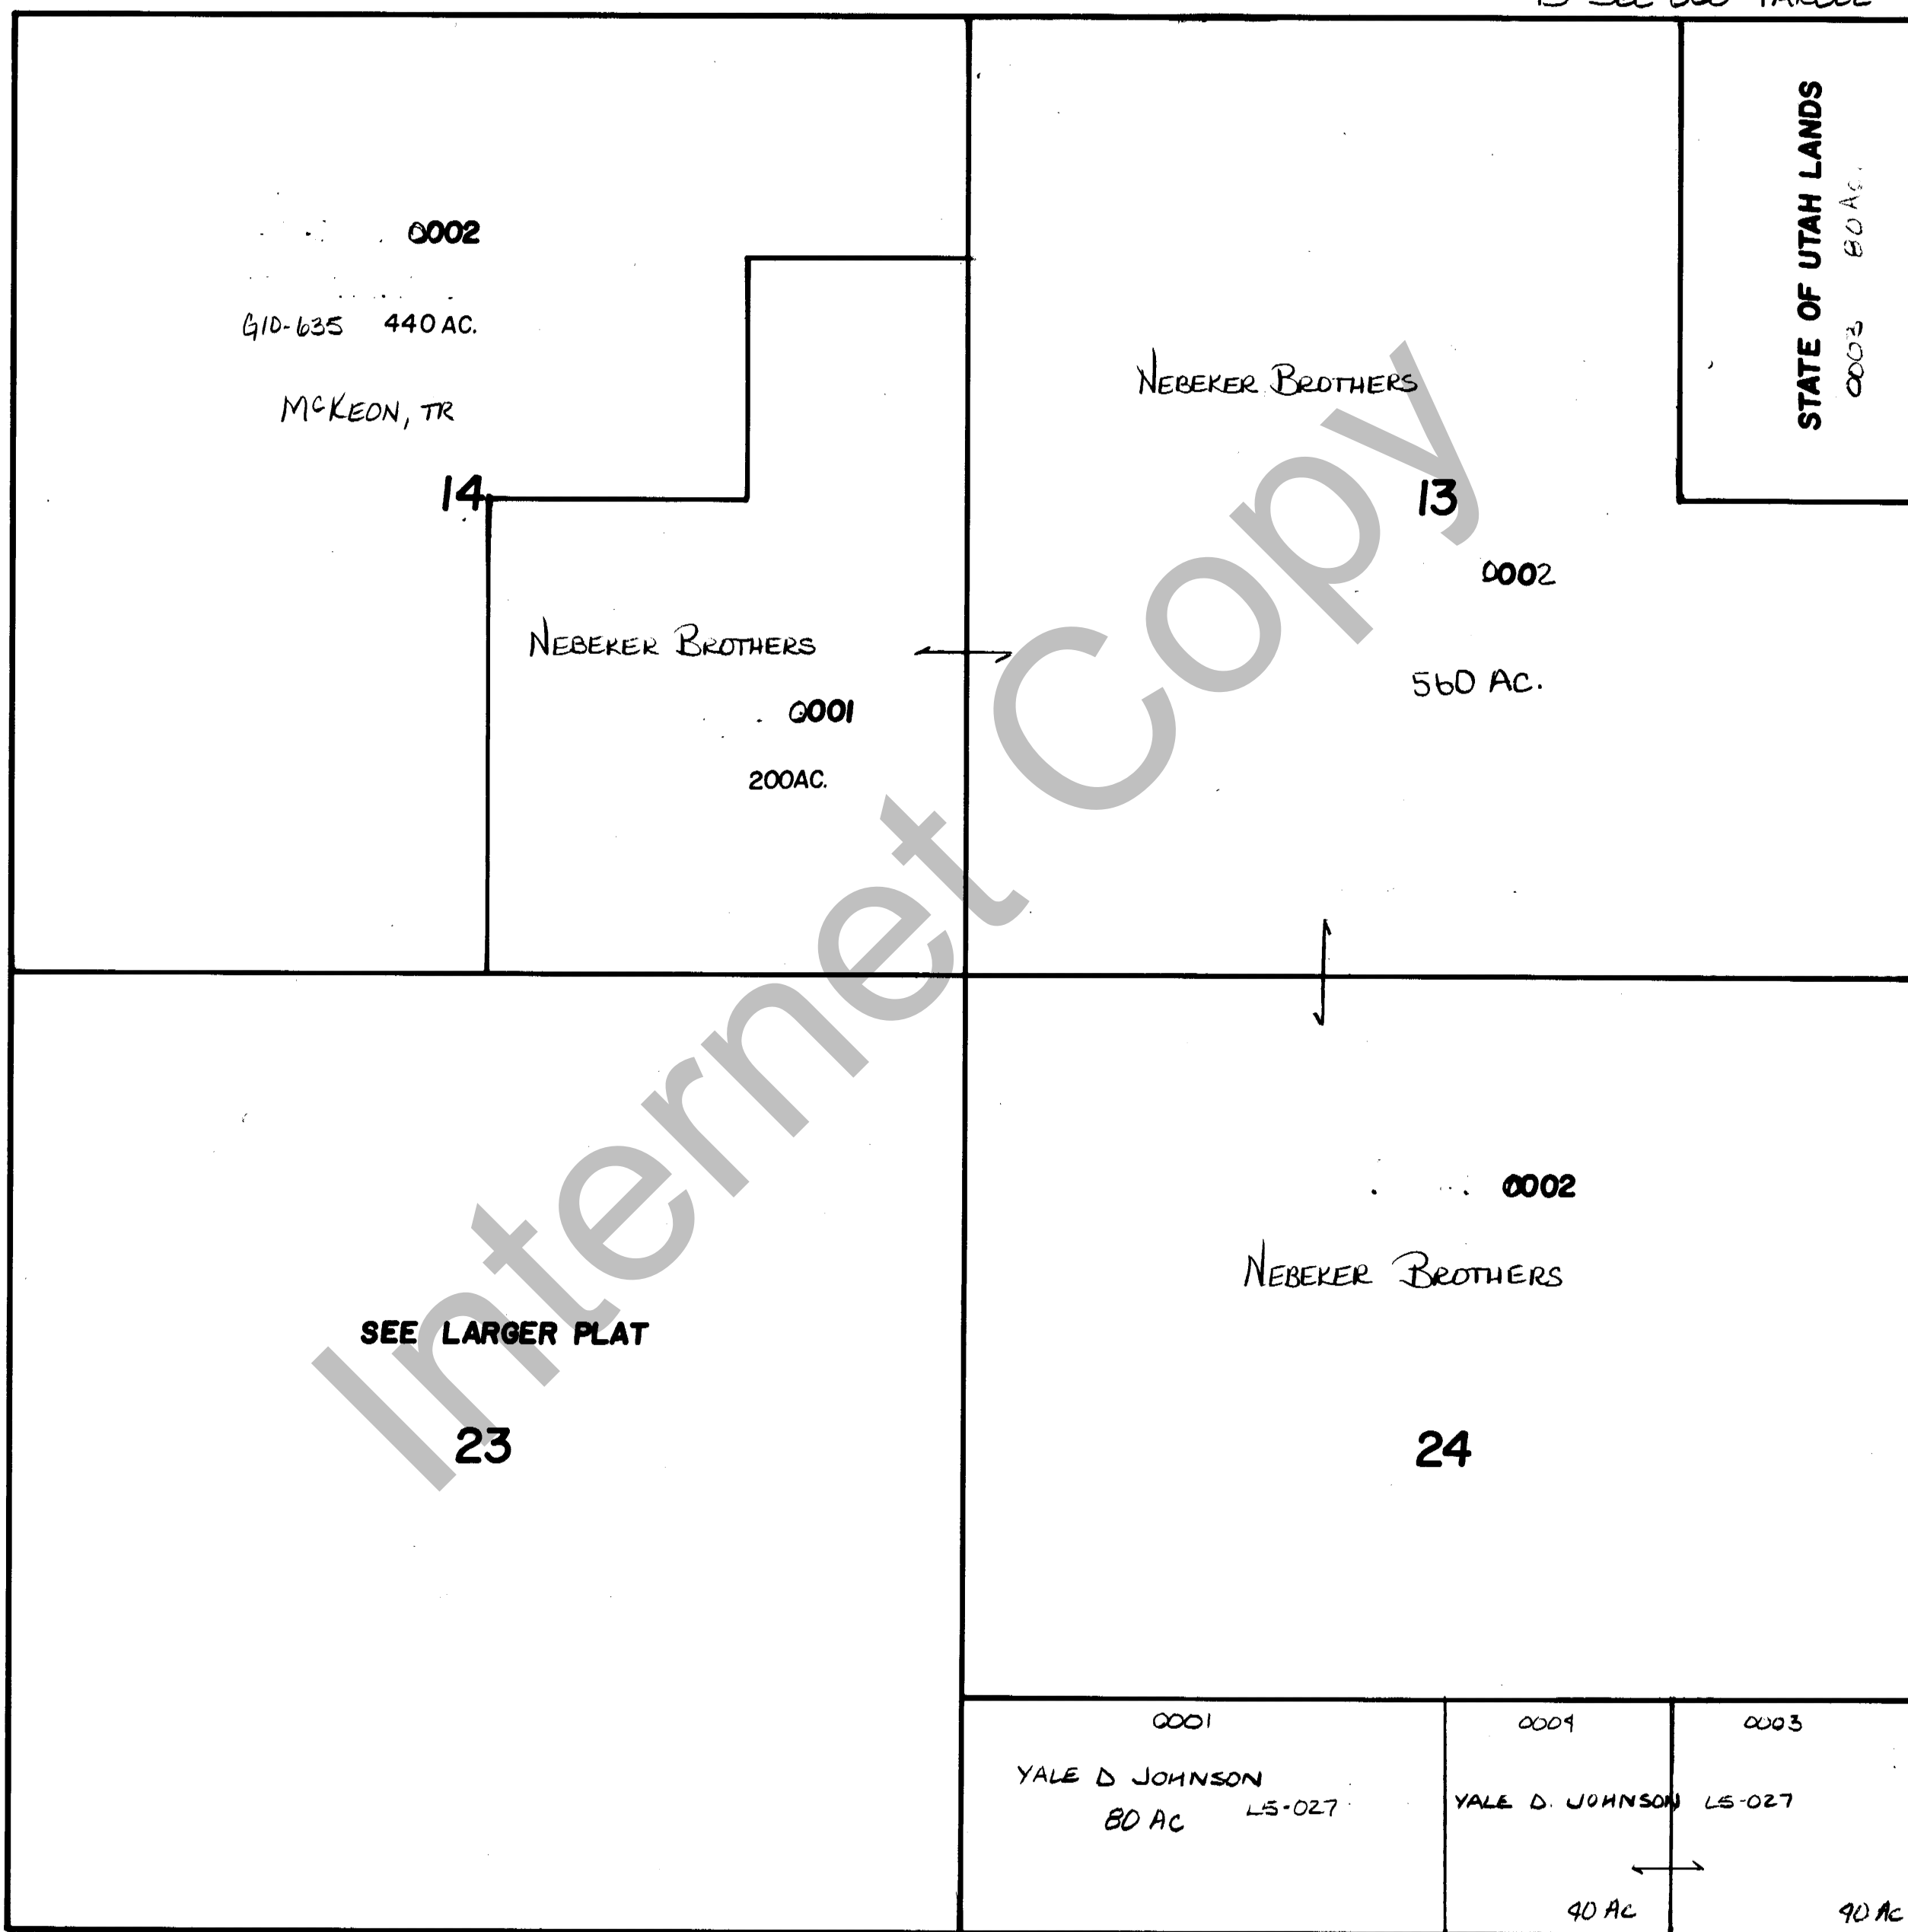 0002
G10-635 440 AC.
McKEON, TR
14
NEBEKER BROTHERS
0001
200AC.
NEBEKER BROTHERS
13
0002
560 AC.
STATE OF UTAH LANDS
0003 80 Ac.
SEE LARGER PLAT
23
0002
NEBEKER BROTHERS
24
0001
YALE D JOHNSON
80 AC L5-027
0004
YALE D. JOHNSON L5-027
40 Ac
0003
40 Ac
Internet Copy